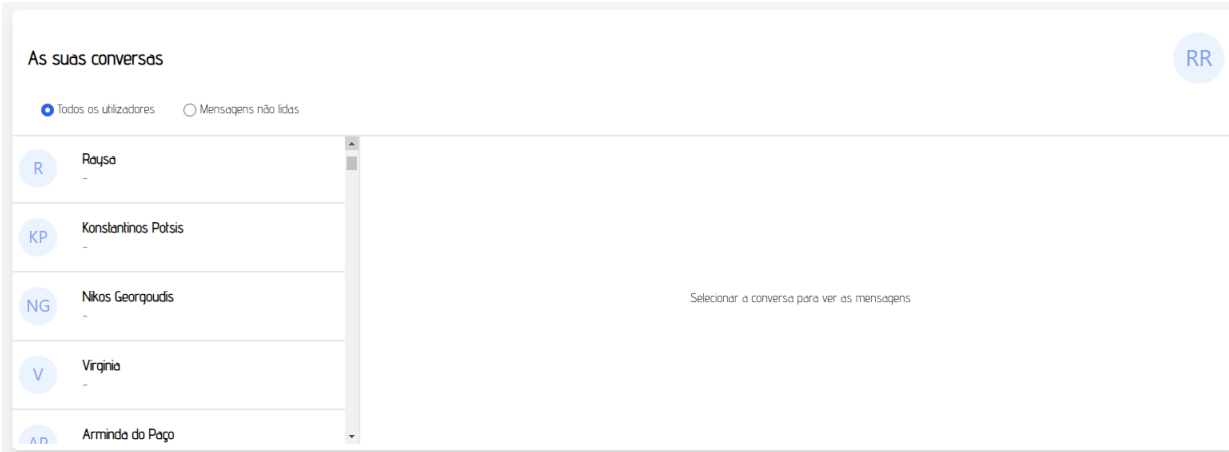 As suas conversas
RR
Todos os utilizadores
Mensagens não lidas
R
Raysa
-
KP
Konstantinos Potsis
-
NG
Nikos Georgoudis
-
V
Virginia
-
AP
Arminda do Paço
Selecionar a conversa para ver as mensagens